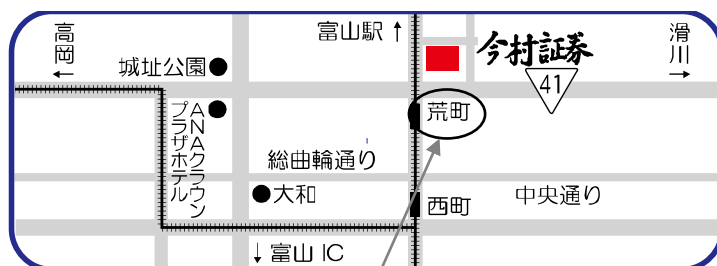 高岡
←
富山駅↑
今村証券
滑川
→
城址公園●
41
ANAクラウン
プラザホテル
荒町
総曲輪通り
●大和
西町
中央通り
↓富山 IC